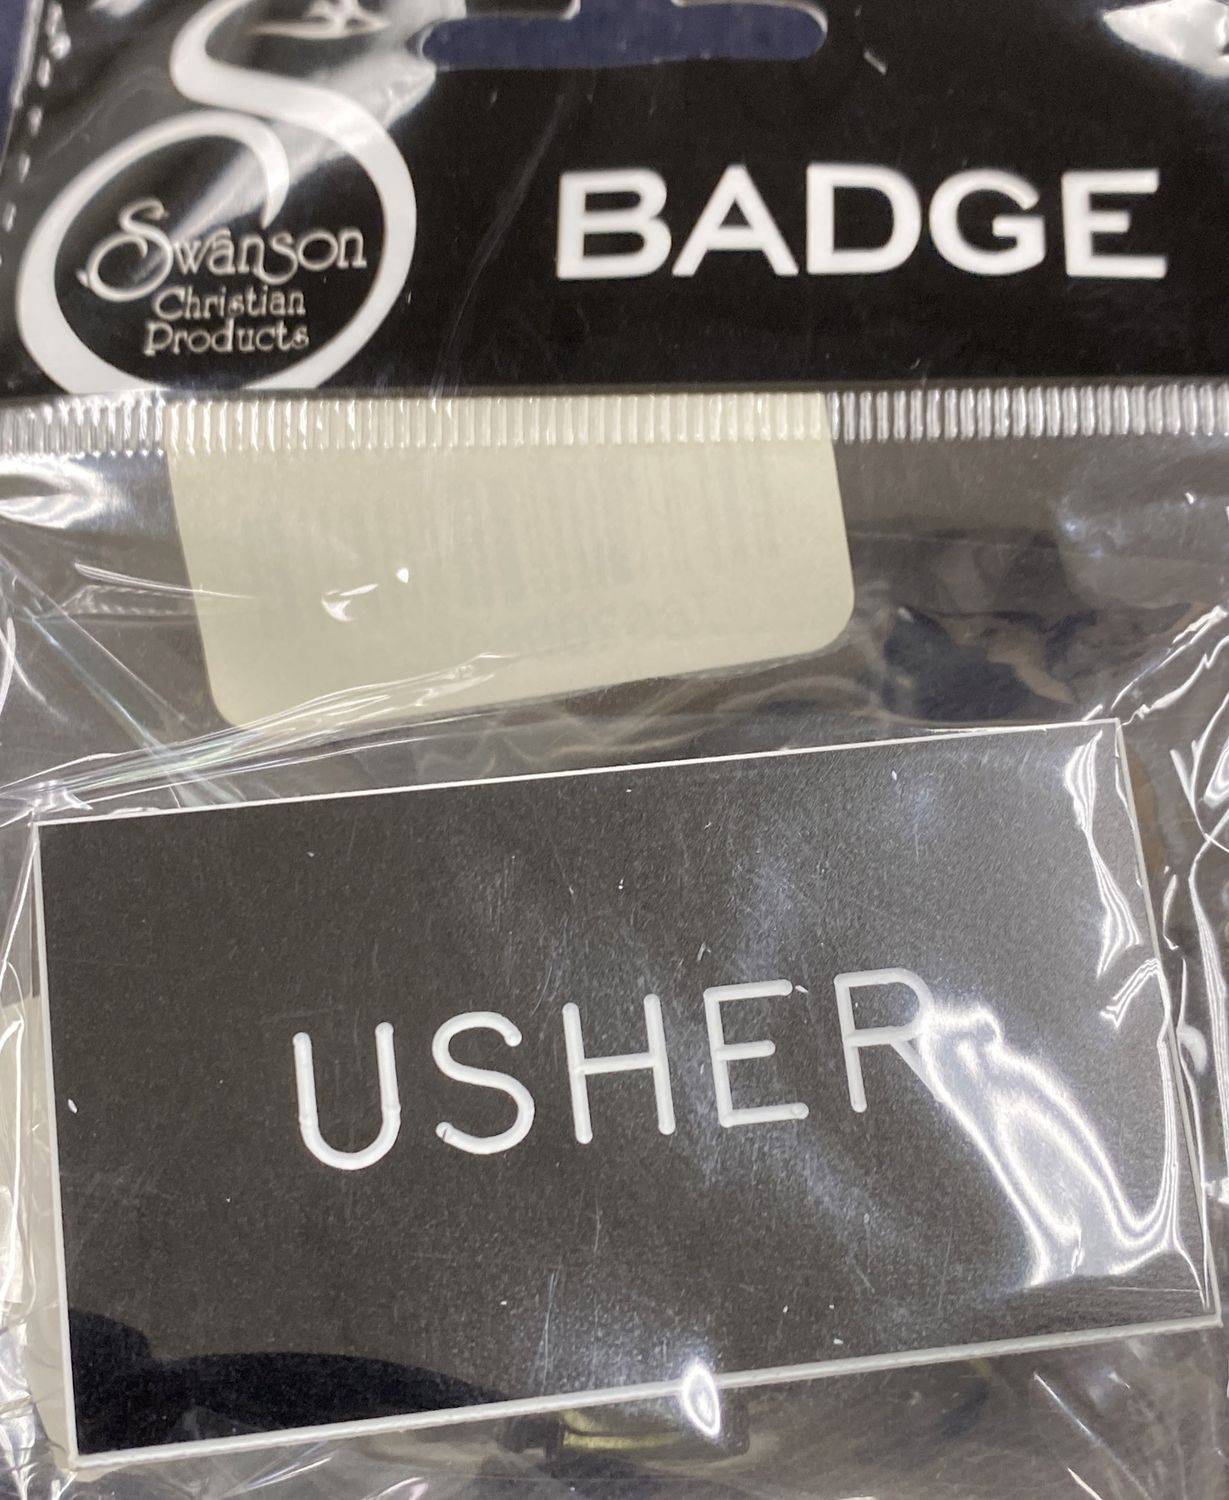 Swanson
Christian
Products
BADGE
USHER